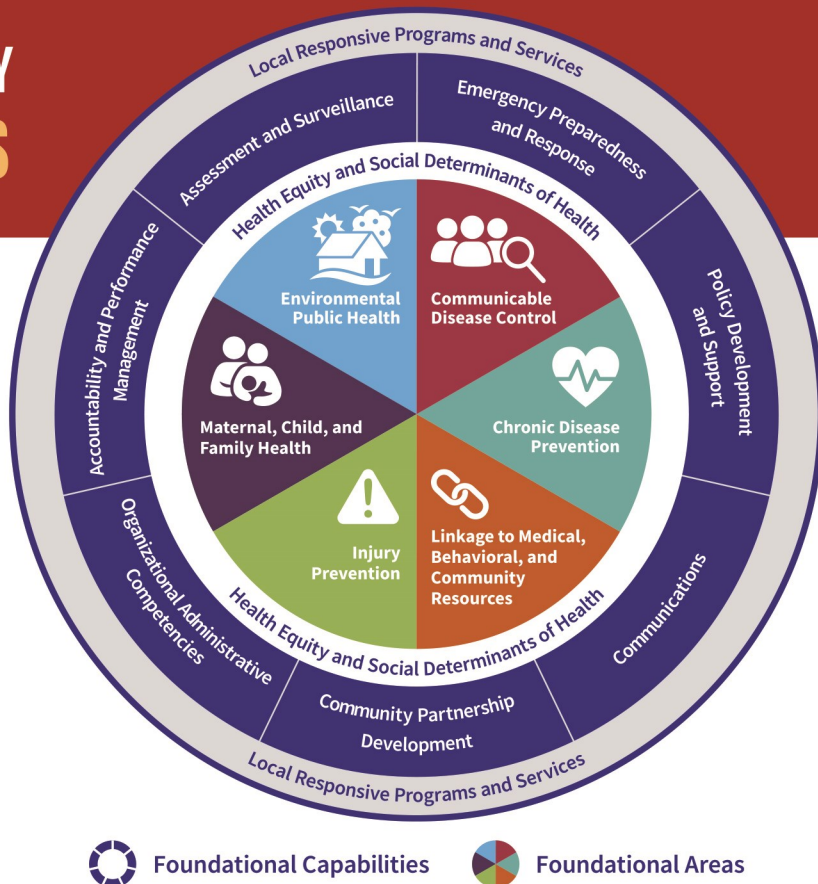 Y
S
Local Responsive Programs and Services
Assessment and Surveillance
Emergency Preparedness
and Response
Health Equity and Social Determinants of Health
Accountability and Performance
Management
Policy Development
and Support
Environmental
Public Health
Communicable
Disease Control
Maternal, Child, and
Family Health
Chronic Disease
Prevention
Injury
Prevention
Linkage to Medical,
Behavioral, and
Community
Resources
Organizational Administrative
Competencies
Communications
Health Equity and Social Determinants of Health
Community Partnership
Development
Local Responsive Programs and Services
Foundational Capabilities
Foundational Areas